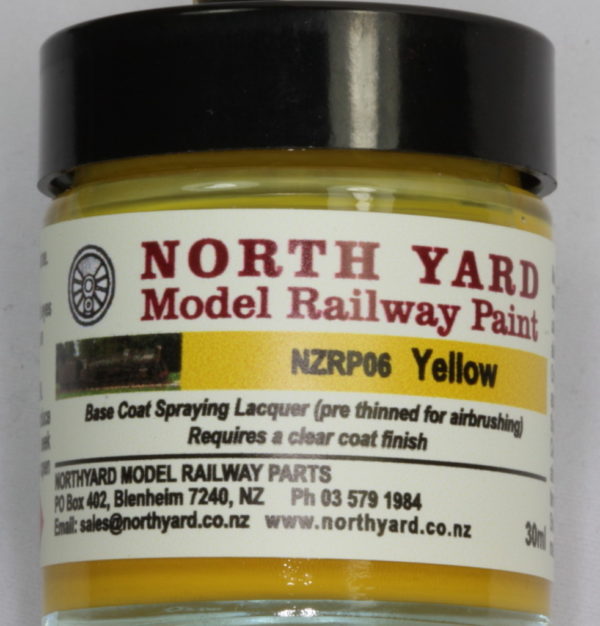 NORTH YARD
Model Railway Paint
NZRP06 Yellow
Base Coat Spraying Lacquer (pre thinned for airbrushing)
Requires a clear coat finish
NORTHYARD MODEL RAILWAY PARTS
PO Box 402, Blenheim 7240, NZ Ph 03 579 1984
Email: sales@northyard.co.nz www.northyard.co.nz
30ml